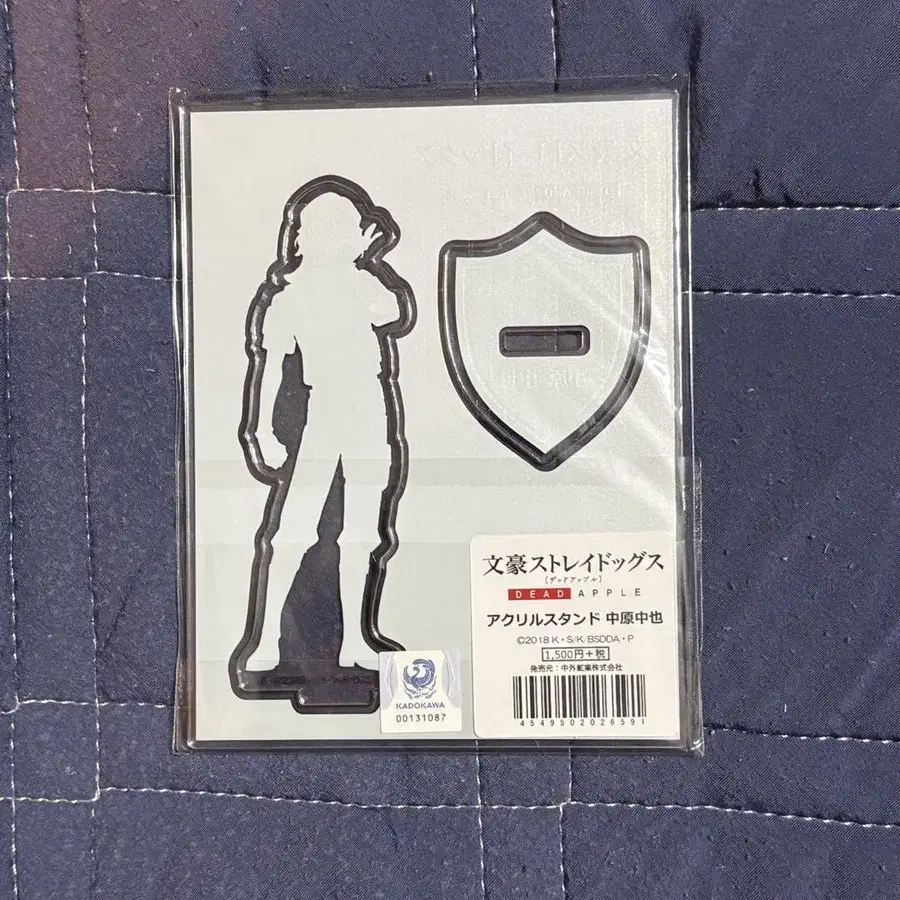 文豪ストレイドッグス
[デッドアップル]
DEAD APPLE
アクリルスタンド 中原中也
©2018 K・S/K/BSDDA・P
1,500円+税
発売元:中外鉱業株式会社
4549502026591
KADOKAWA
00131087